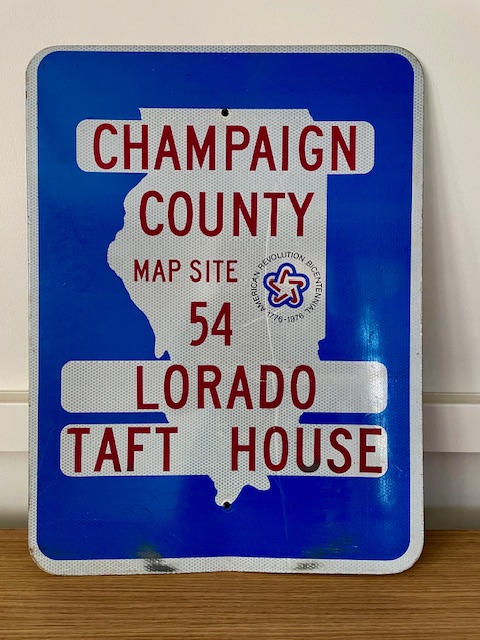 CHAMPAIGN
COUNTY
MAP SITE
54
AMERICAN REVOLUTION BICENTENNIAL
1776-1976
LORADO
TAFT HOUSE